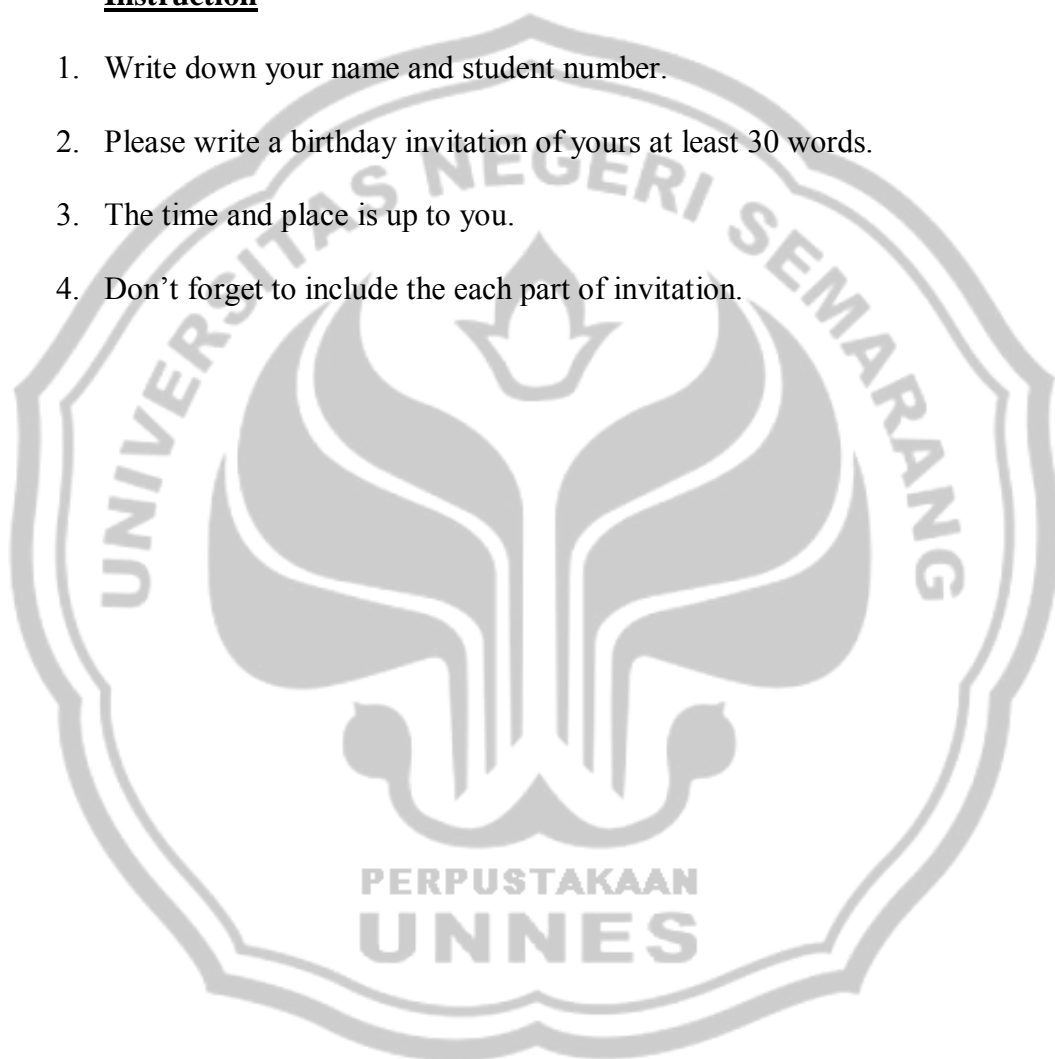 Instruction
1. Write down your name and student number.
2. Please write a birthday invitation of yours at least 30 words.
3. The time and place is up to you.
4. Don’t forget to include the each part of invitation.
UNIVERSITAS NEGERI SEMARANG
PERPUSTAKAAN
UNNES